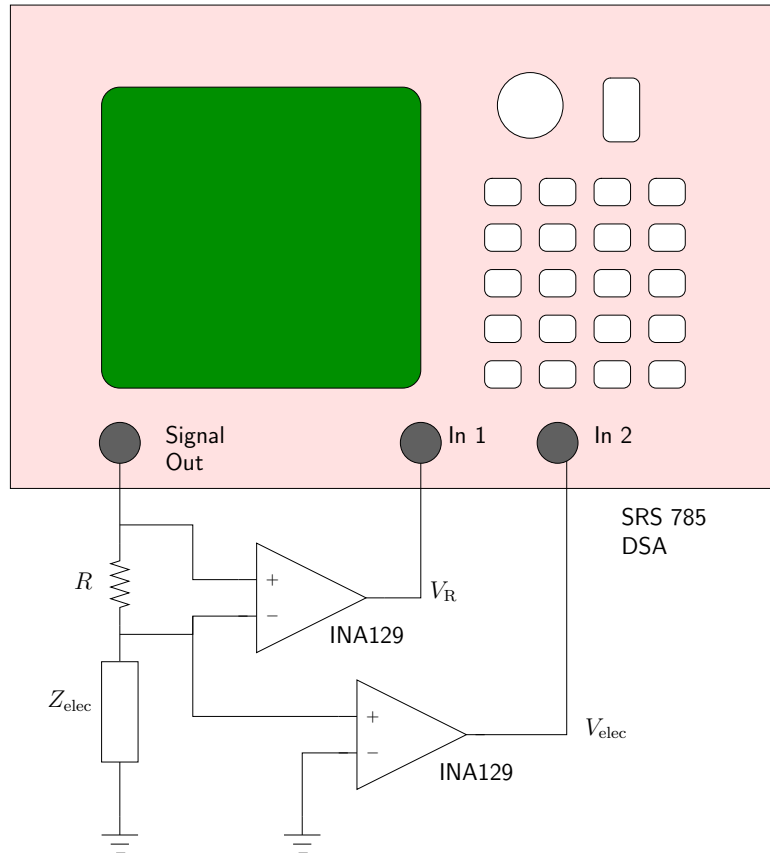 Signal
Out
In 1
In 2
SRS 785
DSA
R
+
−
V_R
INA129
Z_elec
+
−
V_elec
INA129